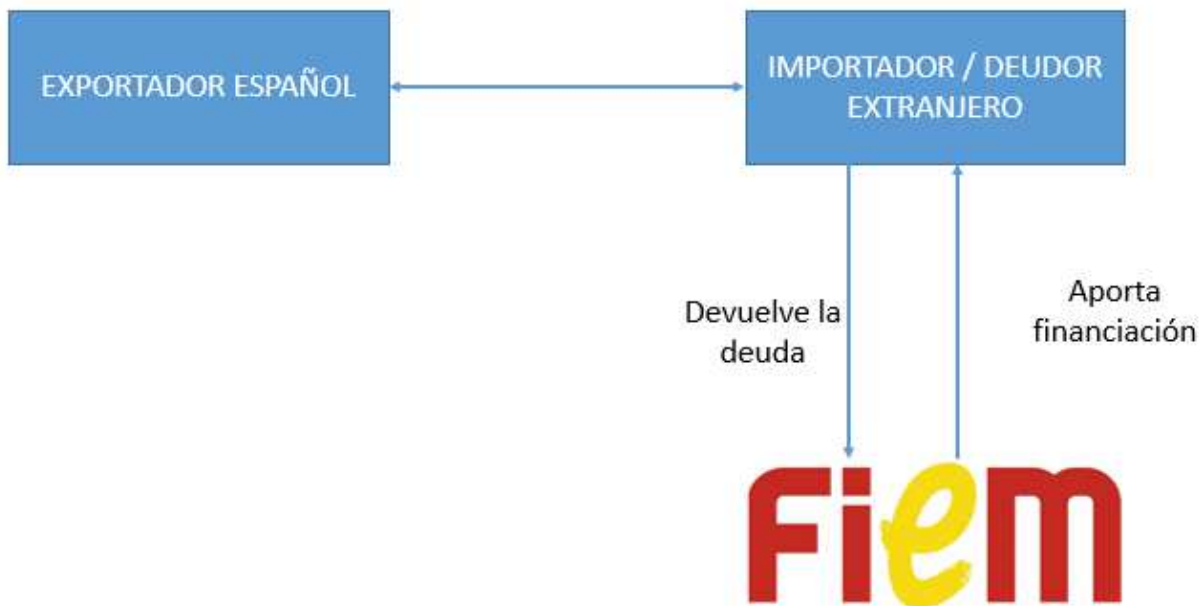 EXPORTADOR ESPAÑOL
IMPORTADOR / DEUDOR
EXTRANJERO
Devuelve la
deuda
Aporta
financiación
Fiem